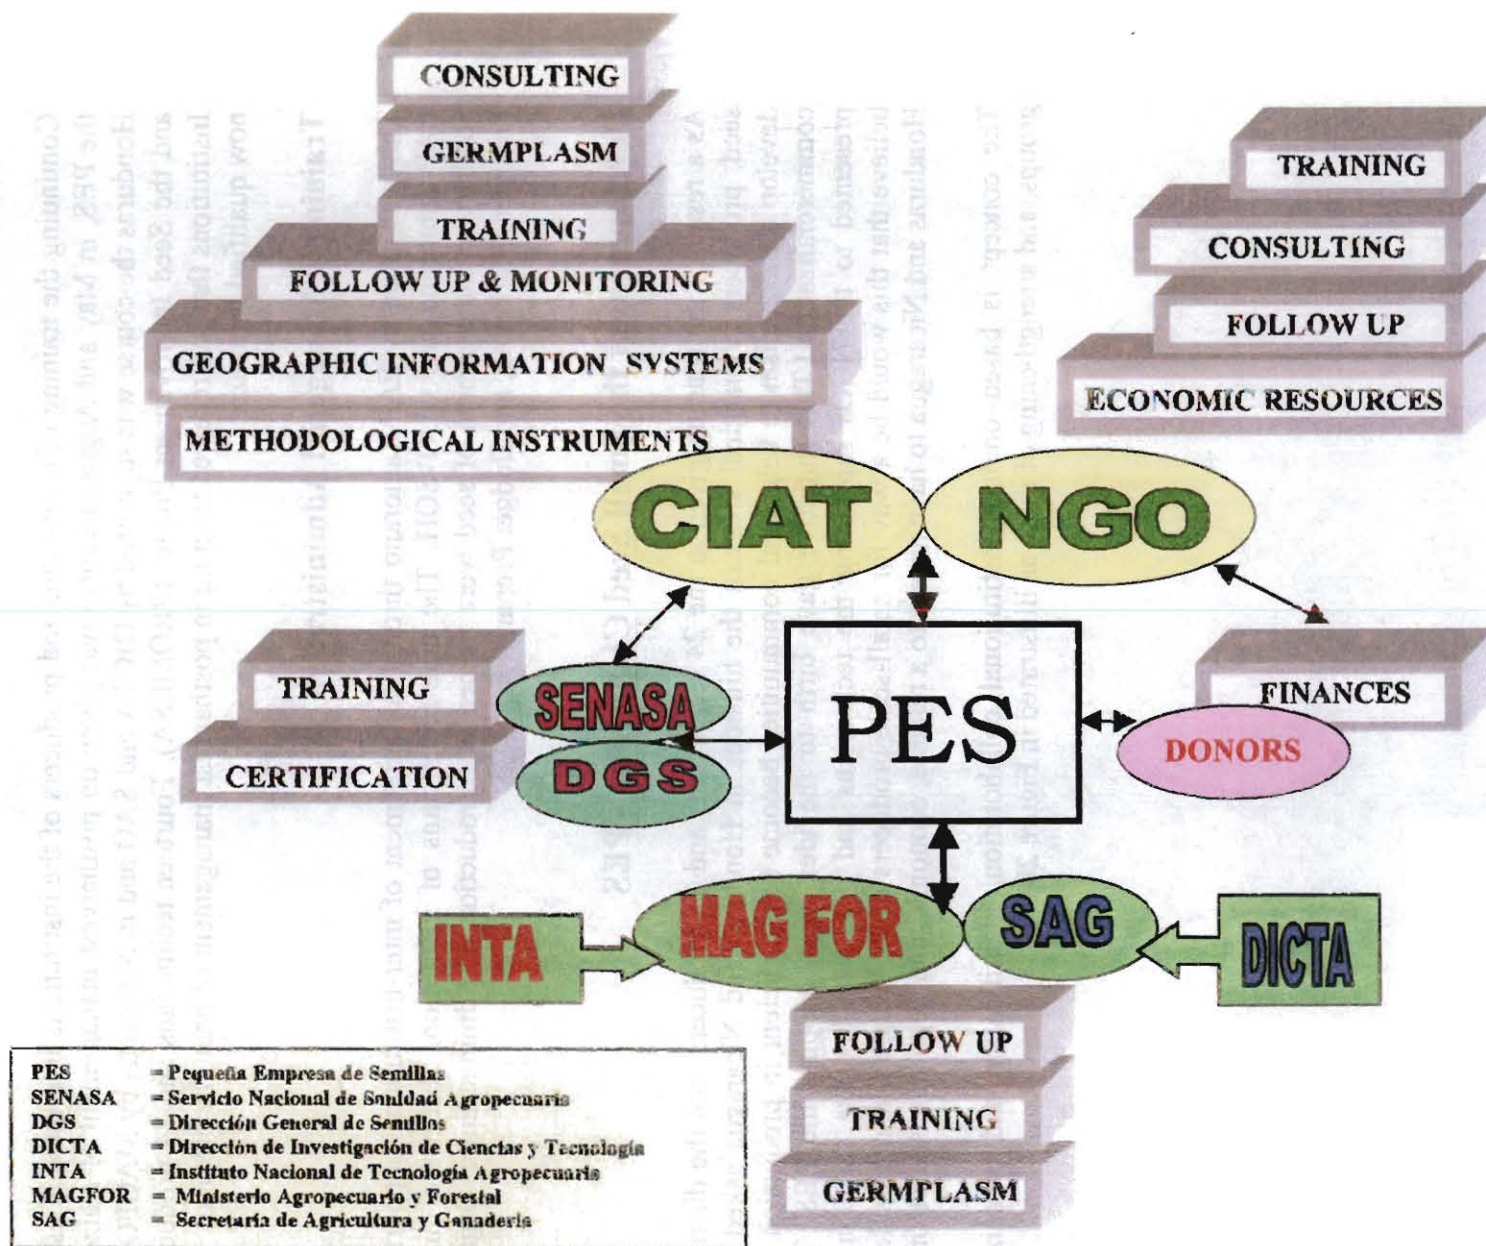 CONSULTING
GERMPLASM
TRAINING
FOLLOW UP & MONITORING
GEOGRAPHIC INFORMATION SYSTEMS
METHODOLOGICAL INSTRUMENTS
TRAINING
CONSULTING
FOLLOW UP
ECONOMIC RESOURCES
CIAT
NGO
TRAINING
CERTIFICATION
SENASA
DGS
PES
FINANCES
DONORS
INTA
MAG FOR
SAG
DICTA
FOLLOW UP
TRAINING
GERMPLASM
PES = Pequeña Empresa de Semillas
SENASA = Servicio Nacional de Sanidad Agropecuaria
DGS = Dirección General de Semillas
DICTA = Dirección de Investigación de Ciencias y Tecnología
INTA = Instituto Nacional de Tecnología Agropecuaria
MAGFOR = Ministerio Agropecuario y Forestal
SAG = Secretaría de Agricultura y Ganadería